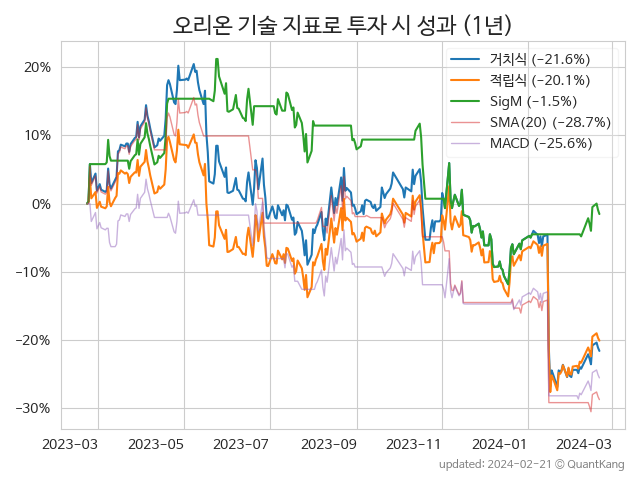 오리온 기술 지표로 투자 시 성과 (1년)
거치식 (−21.6%)
적립식 (−20.1%)
SigM (−1.5%)
SMA(20) (−28.7%)
MACD (−25.6%)
20%
10%
0%
−10%
−20%
−30%
2023-03 2023-05 2023-07 2023-09 2023-11 2024-01 2024-03
updated: 2024-02-21 © QuantKang